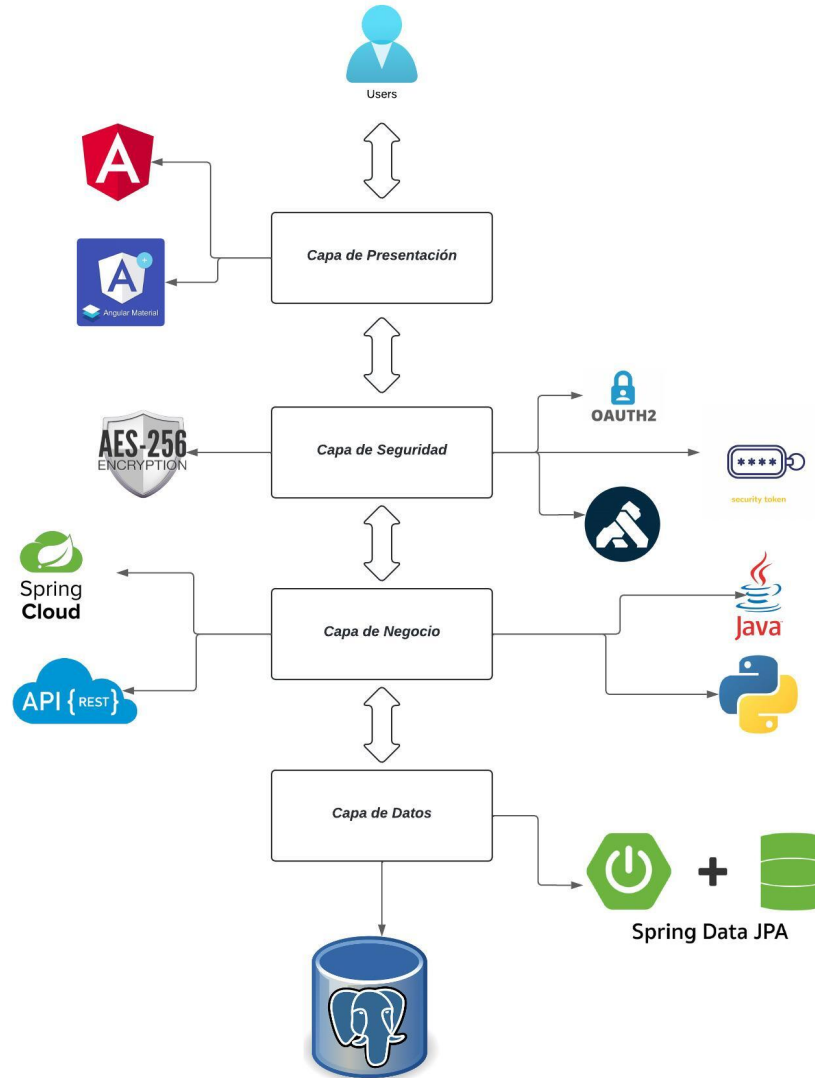 Users
Capa de Presentación
Angular Material
OAUTH2
AES-256
ENCRYPTION
Capa de Seguridad
****
security token
Spring
Cloud
Capa de Negocio
Java
API {REST}
Capa de Datos
Spring Data JPA